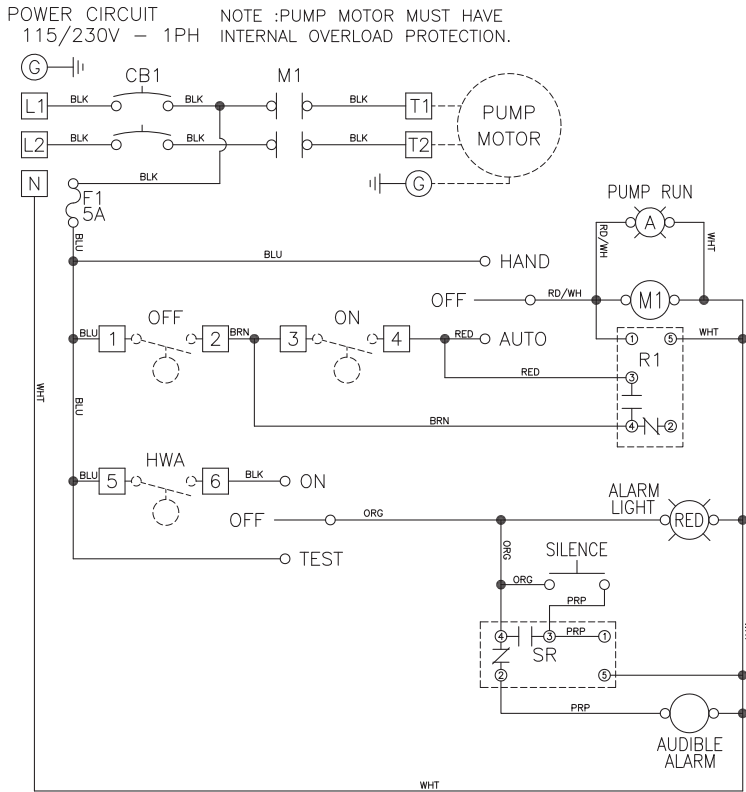 POWER CIRCUIT
115/230V – 1PH
NOTE :PUMP MOTOR MUST HAVE
INTERNAL OVERLOAD PROTECTION.
G
CB1
M1
L1
BLK
BLK
BLK
T1
L2
BLK
BLK
BLK
T2
PUMP
MOTOR
N
BLK
G
F1
5A
PUMP RUN
A
RD/WH
WHT
BLU
BLU
HAND
OFF
RD/WH
M1
BLU
1
OFF
2
BRN
3
ON
4
RED
AUTO
1
5
WHT
R1
RED
3
WHT
BLU
BRN
4
2
BLU
5
HWA
6
BLK
ON
OFF
ORG
ALARM
LIGHT
RED
TEST
ORG
SILENCE
ORG
PRP
4
3
PRP
1
SR
2
5
PRP
AUDIBLE
ALARM
WHT